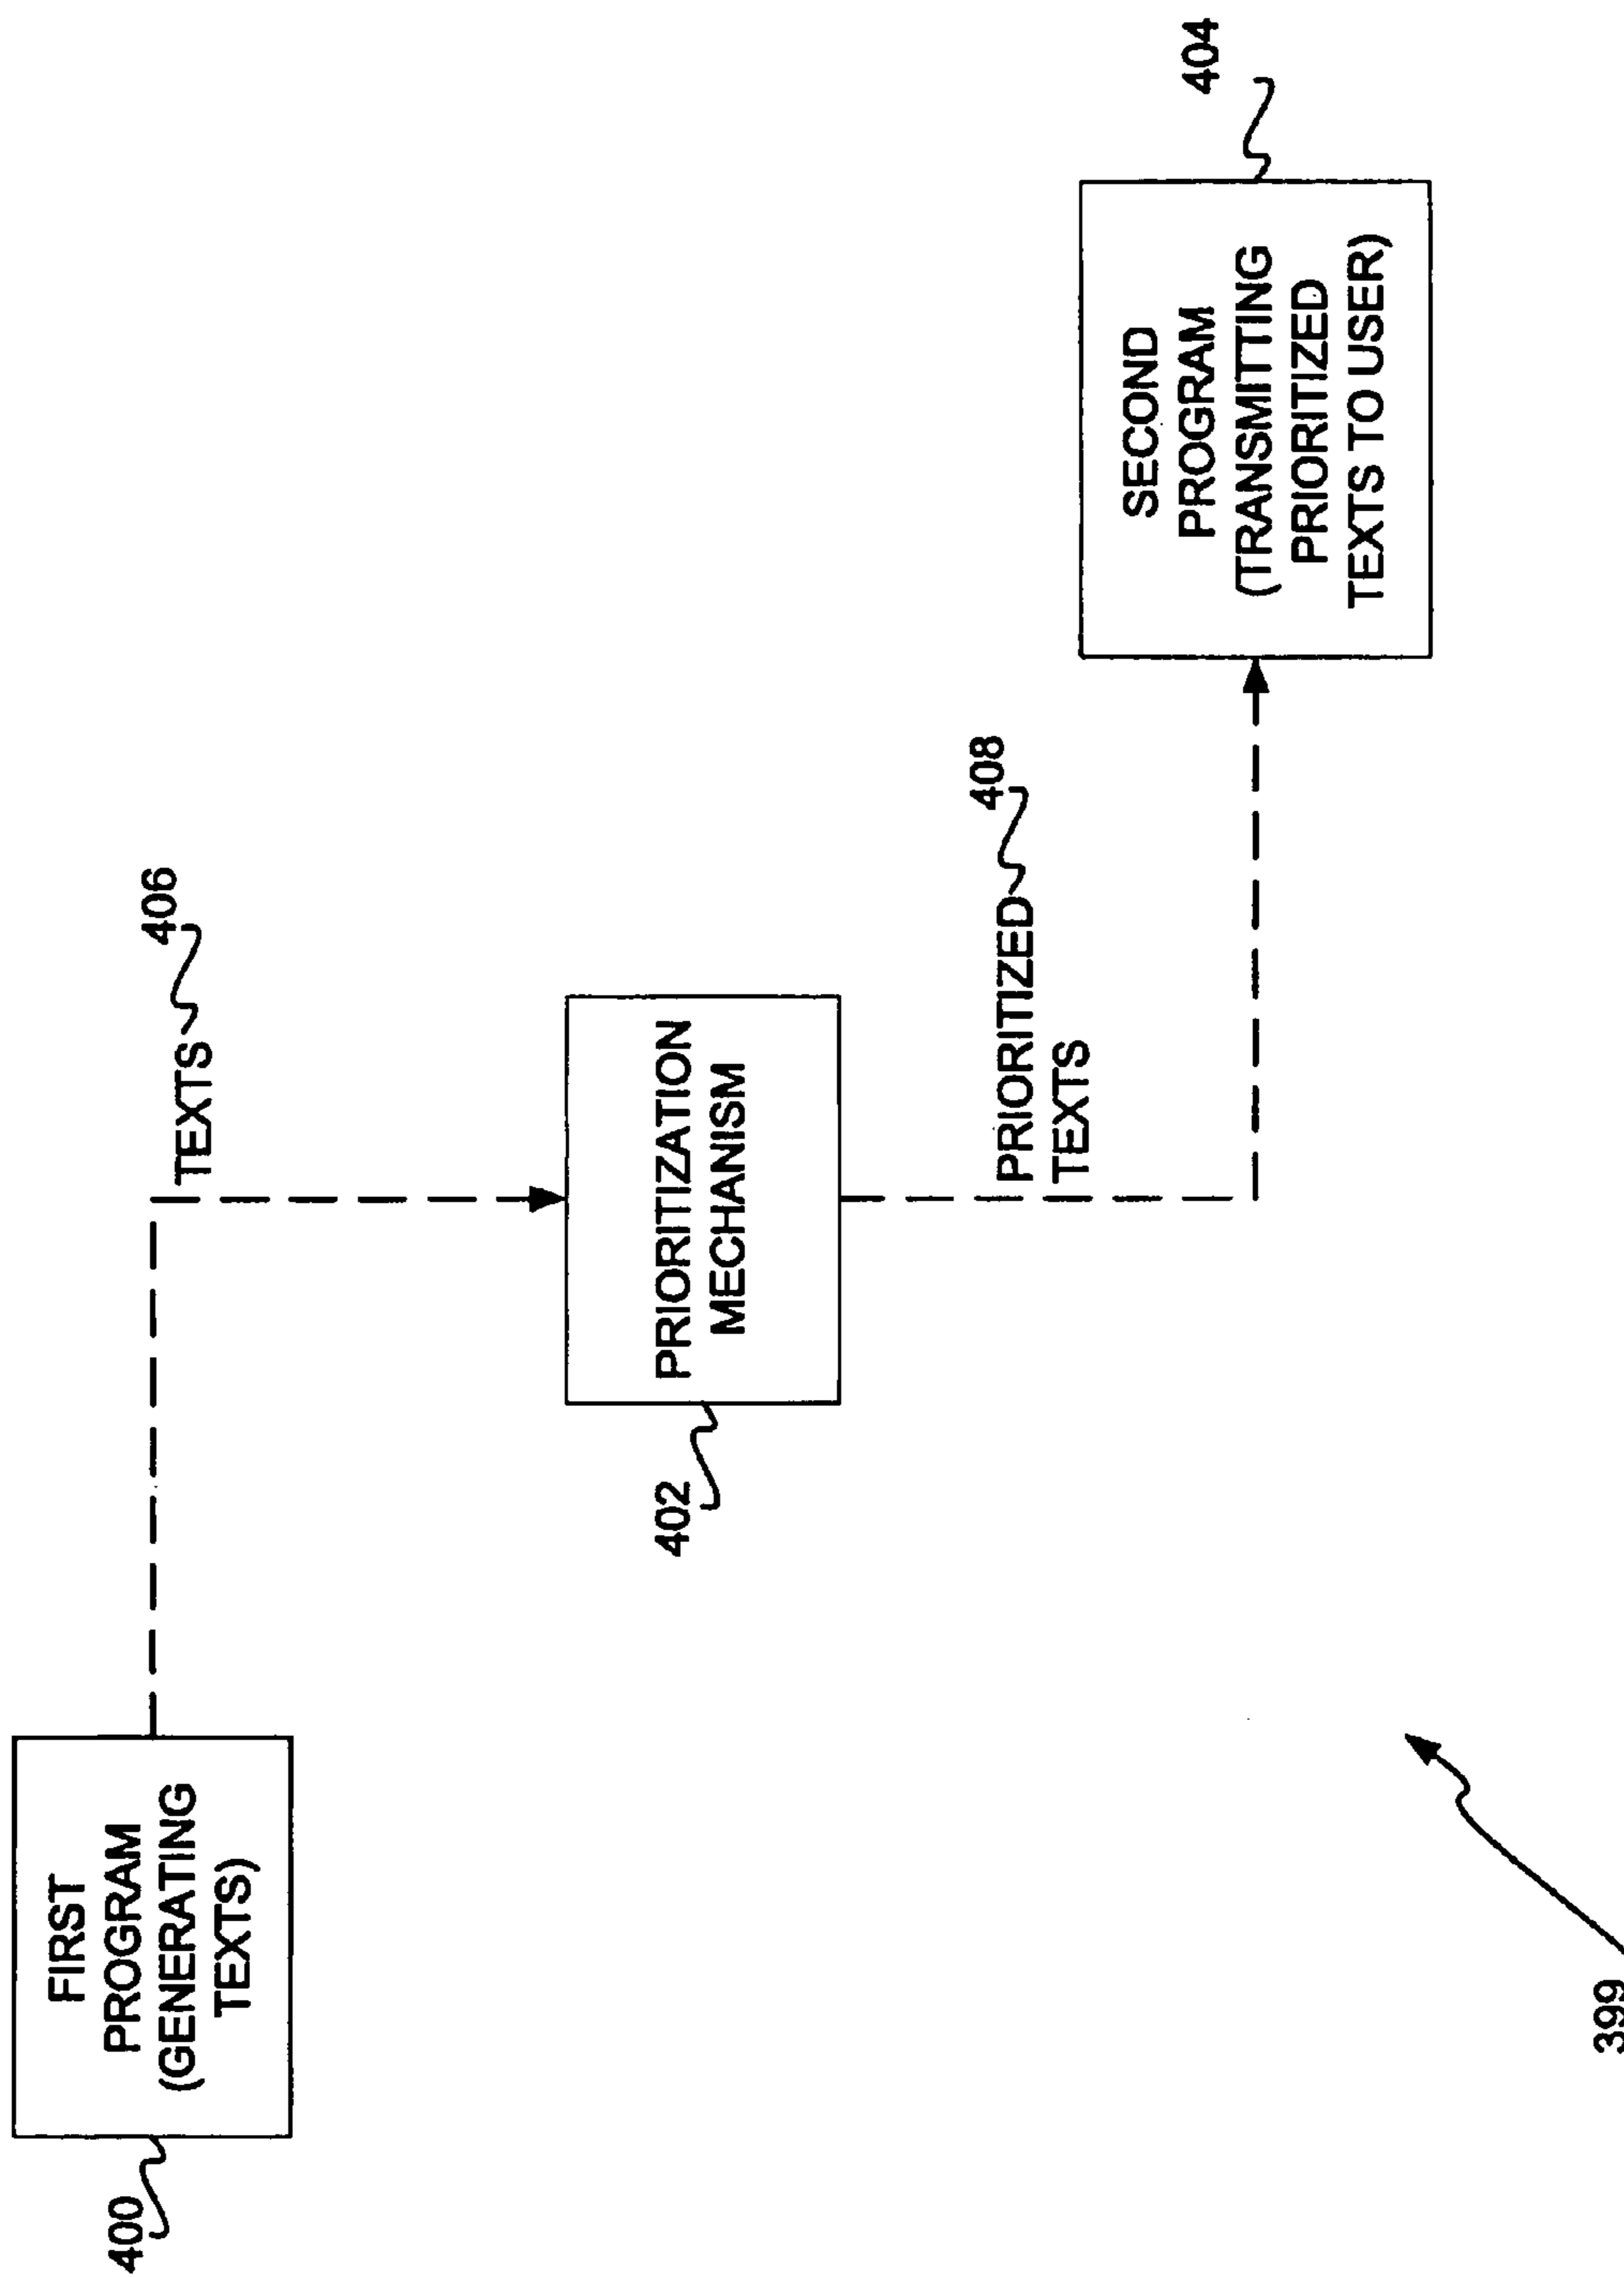 400
FIRST
PROGRAM
(GENERATING
TEXTS)
TEXTS
406
402
PRIORITIZATION
MECHANISM
PRIORITIZED
TEXTS
408
SECOND
PROGRAM
(TRANSMITTING
PRIORITIZED
TEXTS TO USER)
404
399